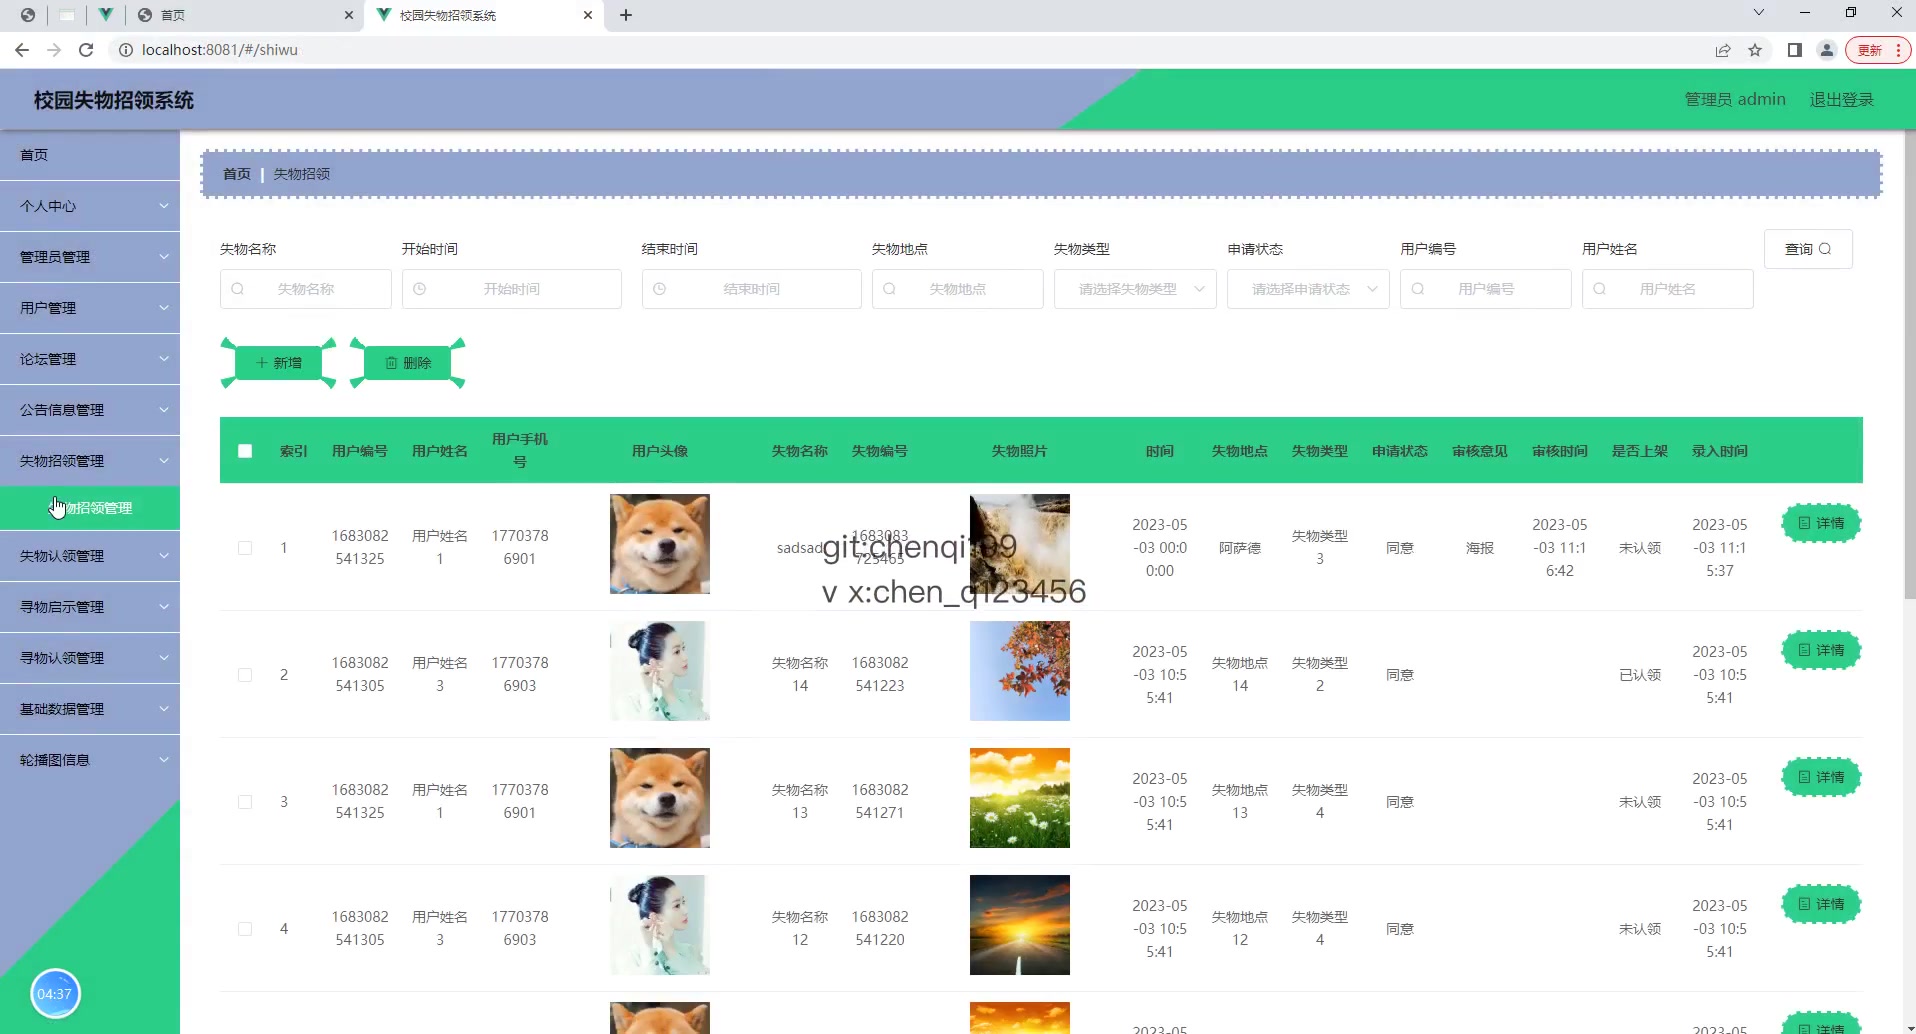 首页
校园失物招领系统
localhost:8081/#/shiwu
更新
校园失物招领系统
管理员 admin
退出登录
首页
个人中心
管理员管理
用户管理
论坛管理
公告信息管理
失物招领管理
物招领管理
失物认领管理
寻物启示管理
寻物认领管理
基础数据管理
轮播图信息
04:37
首页 | 失物招领
失物名称 开始时间 结束时间 失物地点 失物类型 申请状态 用户编号 用户姓名 查询
失物名称 开始时间 结束时间 失物地点 请选择失物类型 请选择申请状态 用户编号 用户姓名
新增 删除
索引 用户编号 用户姓名 用户手机号 用户头像 失物名称 失物编号 失物照片 时间 失物地点 失物类型 申请状态 审核意见 审核时间 是否上架 录入时间
1 1683082541325 用户姓名1 17703786901 sadsad 1683083725465 2023-05-03 00:00:00 阿萨德 失物类型3 同意 海报 2023-05-03 11:16:42 未认领 2023-05-03 11:15:37 详情
git:chenqi199
v x:chen_q123456
2 1683082541305 用户姓名3 17703786903 失物名称14 1683082541223 2023-05-03 10:55:41 失物地点14 失物类型2 同意 已认领 2023-05-03 10:55:41 详情
3 1683082541325 用户姓名1 17703786901 失物名称13 1683082541271 2023-05-03 10:55:41 失物地点13 失物类型4 同意 未认领 2023-05-03 10:55:41 详情
4 1683082541305 用户姓名3 17703786903 失物名称12 1683082541220 2023-05-03 10:55:41 失物地点12 失物类型4 同意 未认领 2023-05-03 10:55:41 详情
2023-05 2023-05 详情